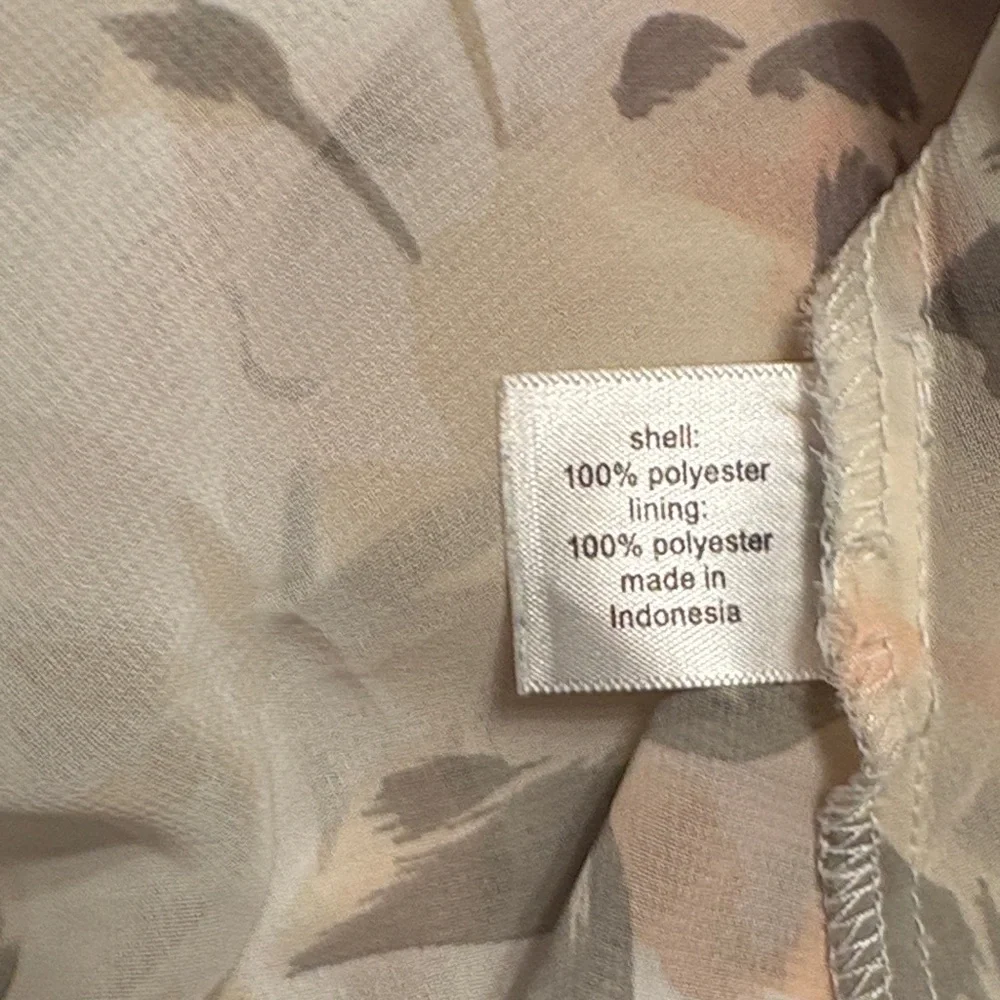 shell:
100% polyester
lining:
100% polyester
made in
Indonesia